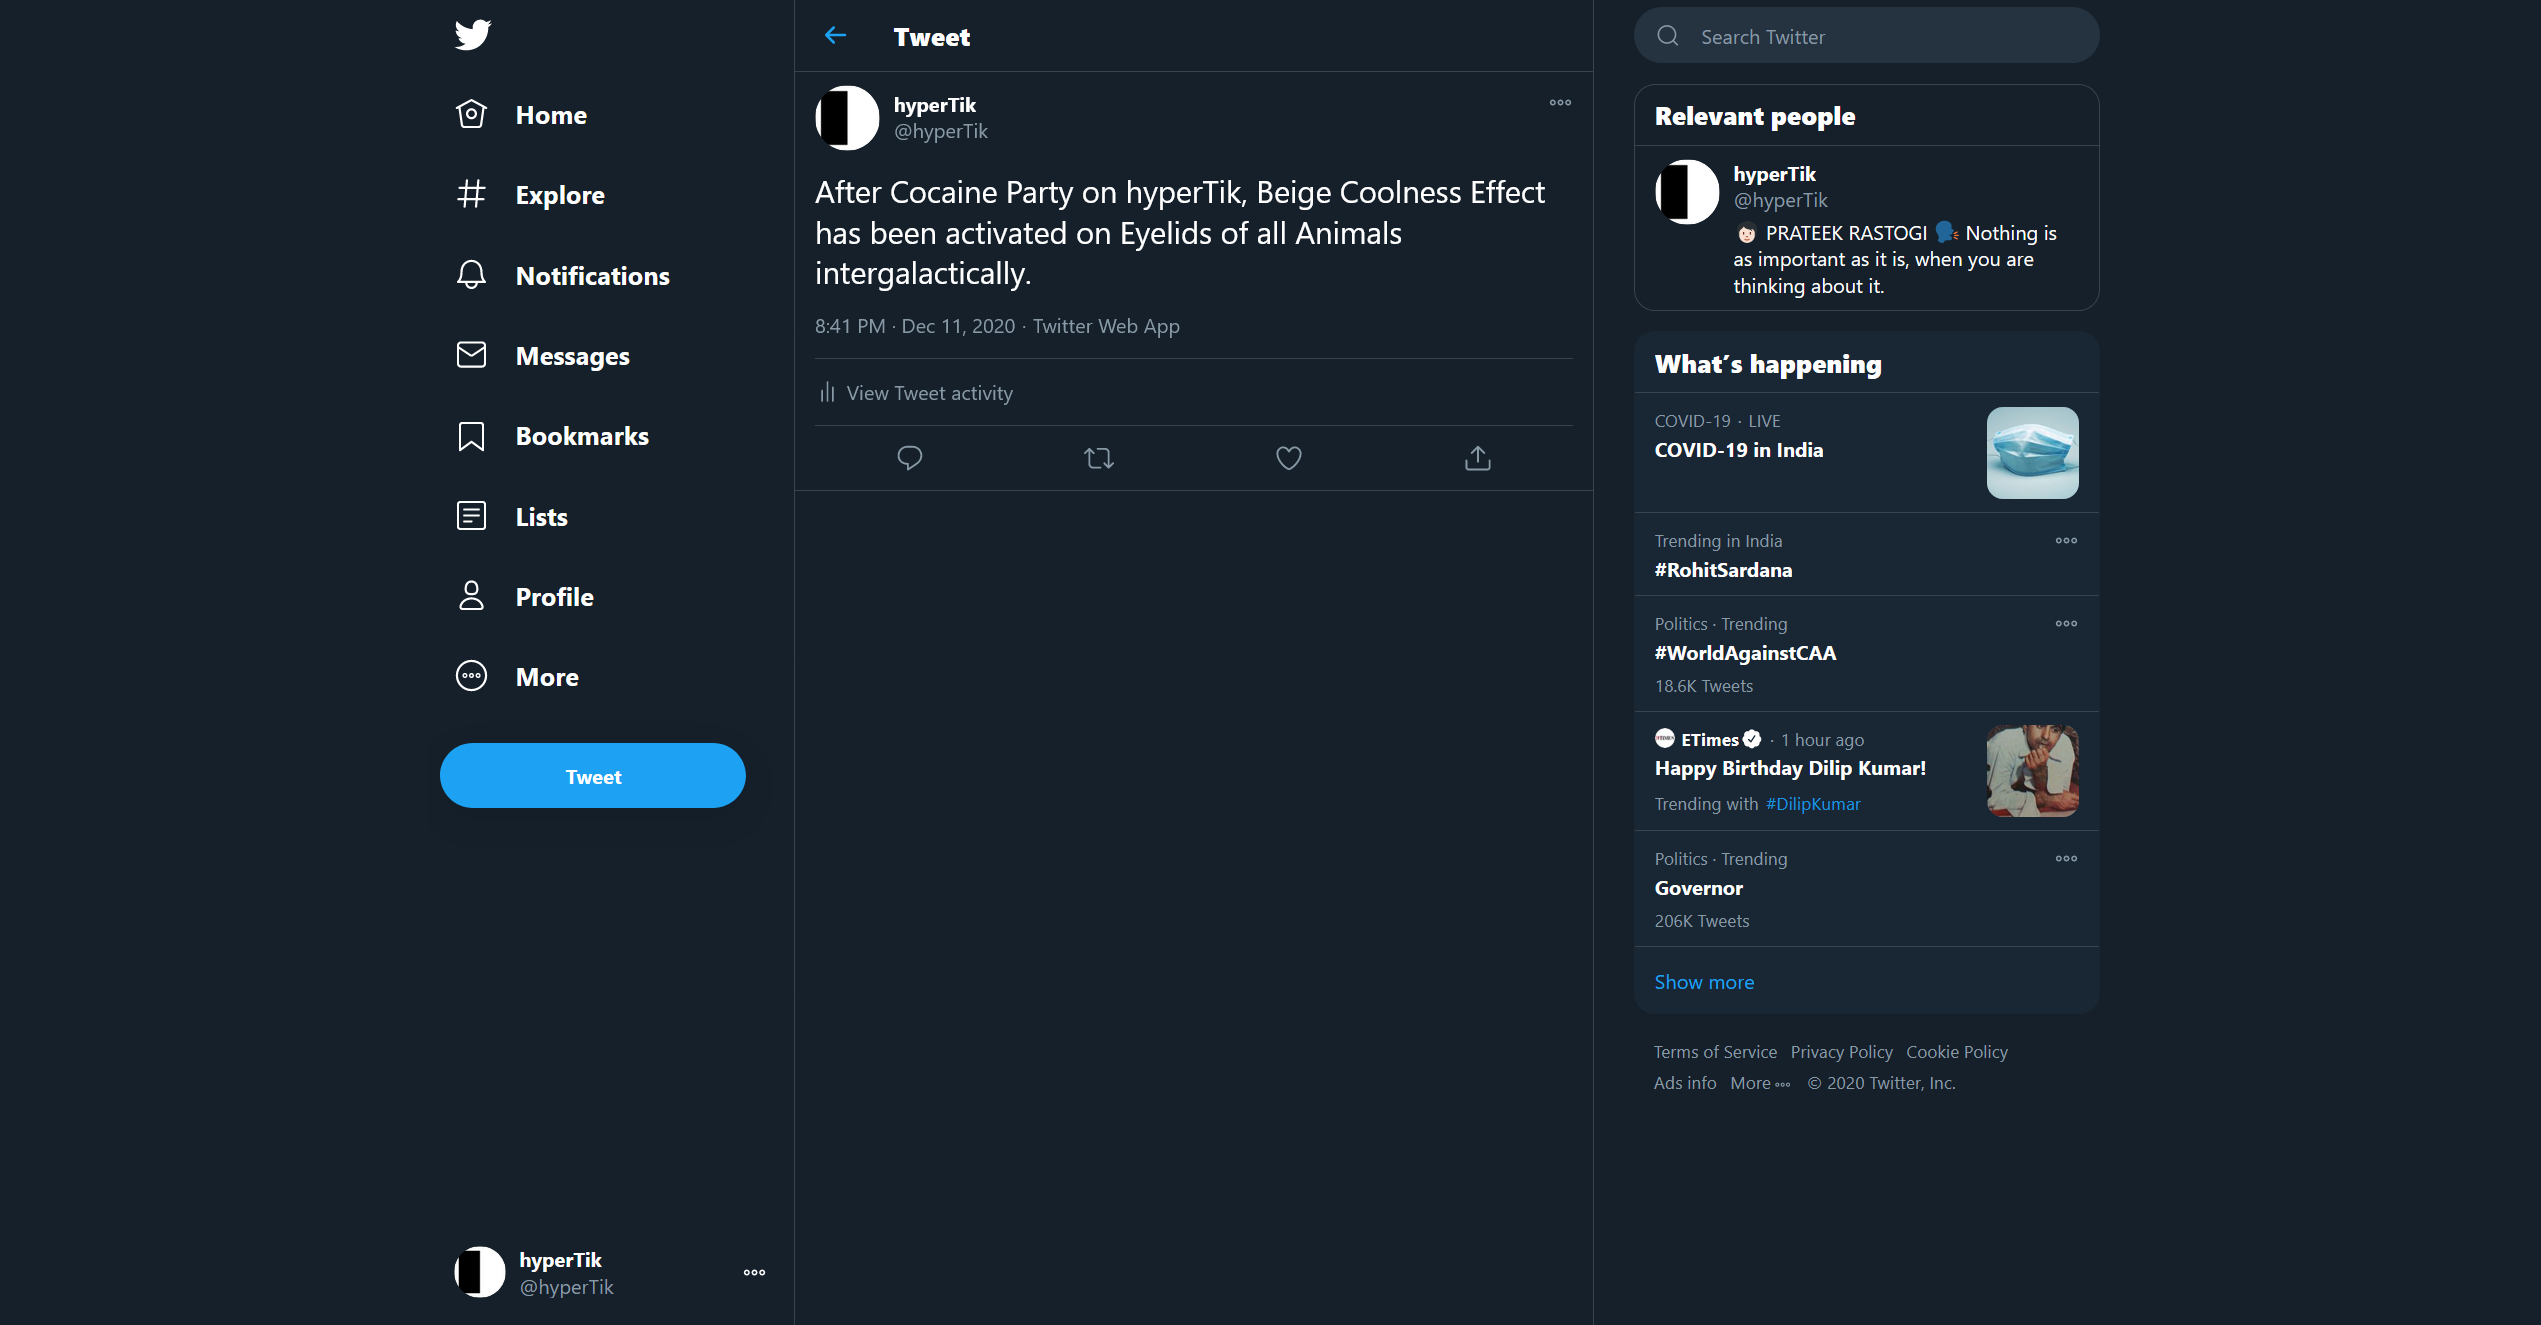 Home
Explore
Notifications
Messages
Bookmarks
Lists
Profile
More
Tweet
hyperTik
@hyperTik
Tweet
hyperTik
@hyperTik
After Cocaine Party on hyperTik, Beige Coolness Effect
has been activated on Eyelids of all Animals
intergalactically.
8:41 PM · Dec 11, 2020 · Twitter Web App
View Tweet activity
Search Twitter
Relevant people
hyperTik
@hyperTik
PRATEEK RASTOGI Nothing is
as important as it is, when you are
thinking about it.
What's happening
COVID-19 · LIVE
COVID-19 in India
Trending in India
#RohitSardana
Politics · Trending
#WorldAgainstCAA
18.6K Tweets
ETimes · 1 hour ago
Happy Birthday Dilip Kumar!
Trending with #DilipKumar
Politics · Trending
Governor
206K Tweets
Show more
Terms of Service Privacy Policy Cookie Policy
Ads info More © 2020 Twitter, Inc.